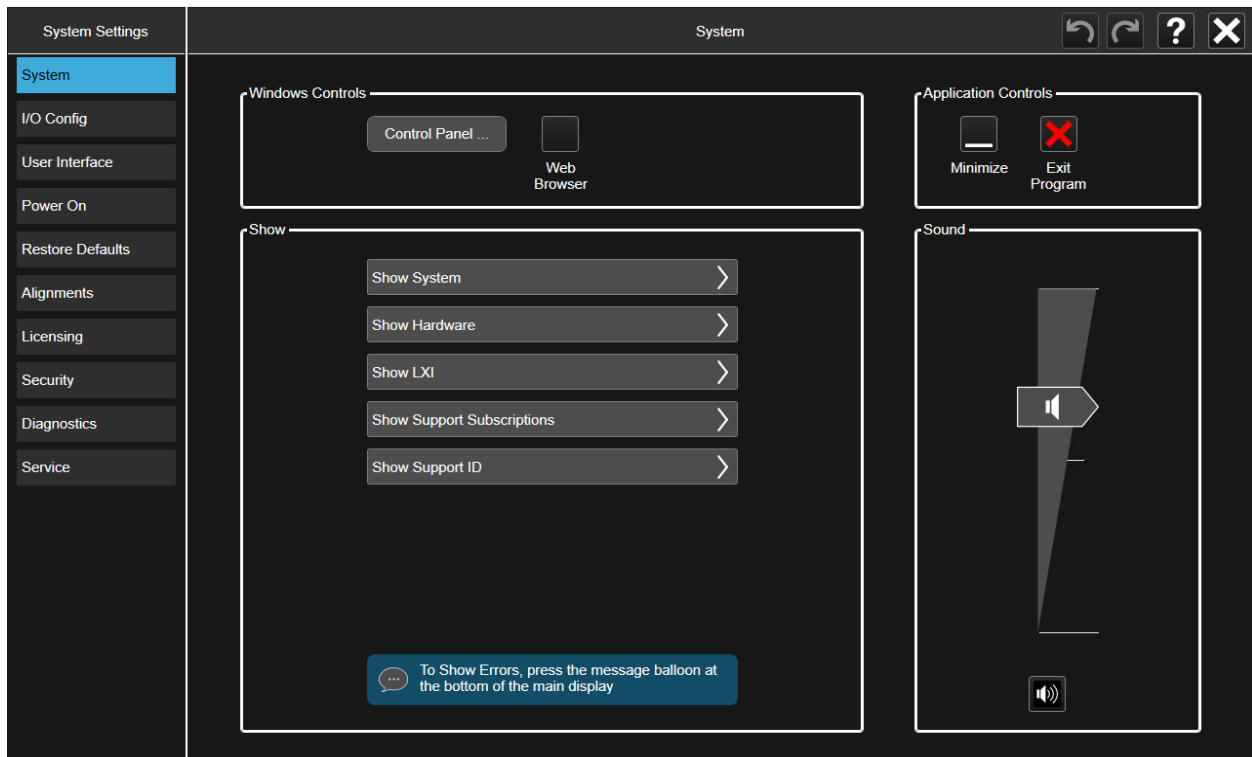 System Settings
System
?
System
I/O Config
User Interface
Power On
Restore Defaults
Alignments
Licensing
Security
Diagnostics
Service
Windows Controls
Control Panel ...
Web
Browser
Application Controls
Minimize
Exit
Program
Show
Show System
Show Hardware
Show LXI
Show Support Subscriptions
Show Support ID
To Show Errors, press the message balloon at
the bottom of the main display
Sound